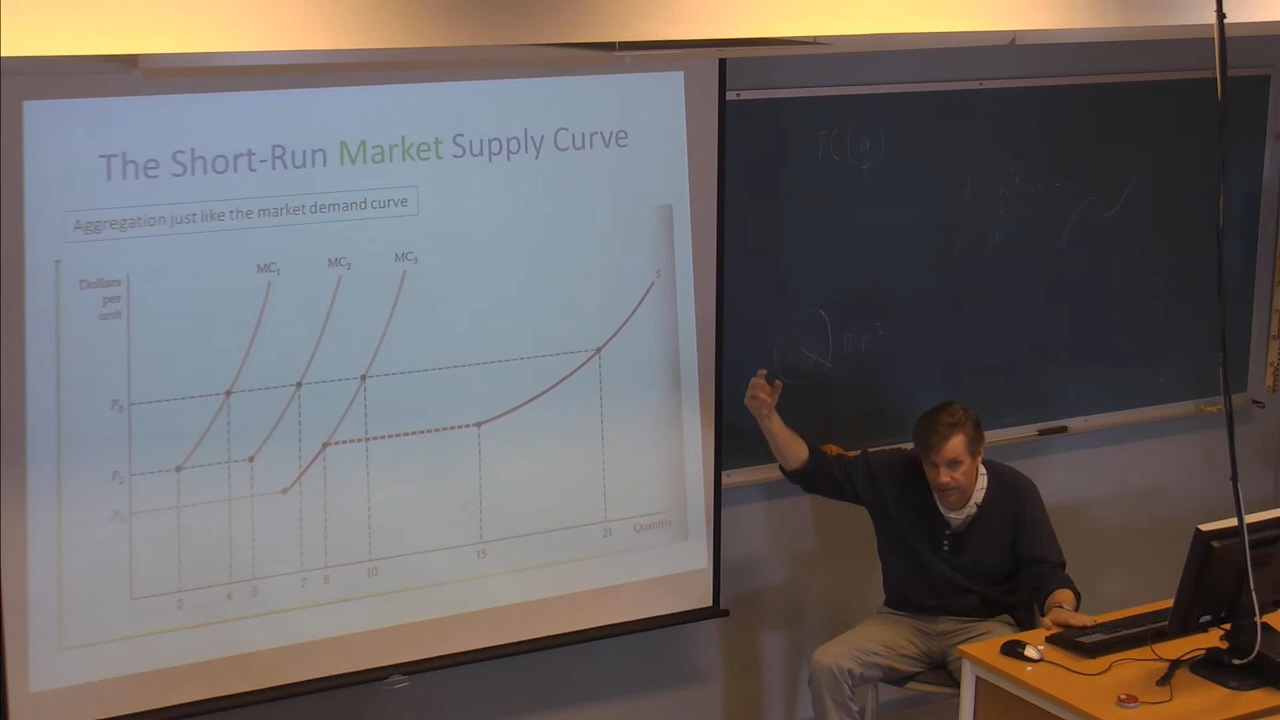 The Short-Run Market Supply Curve
Aggregation just like the market demand curve
MC₁ MC₂ MC₃
S
Dollars
per
unit
P₃
P₂
P₁
2 4 5 7 8 10 15 21 Quantity
πr²